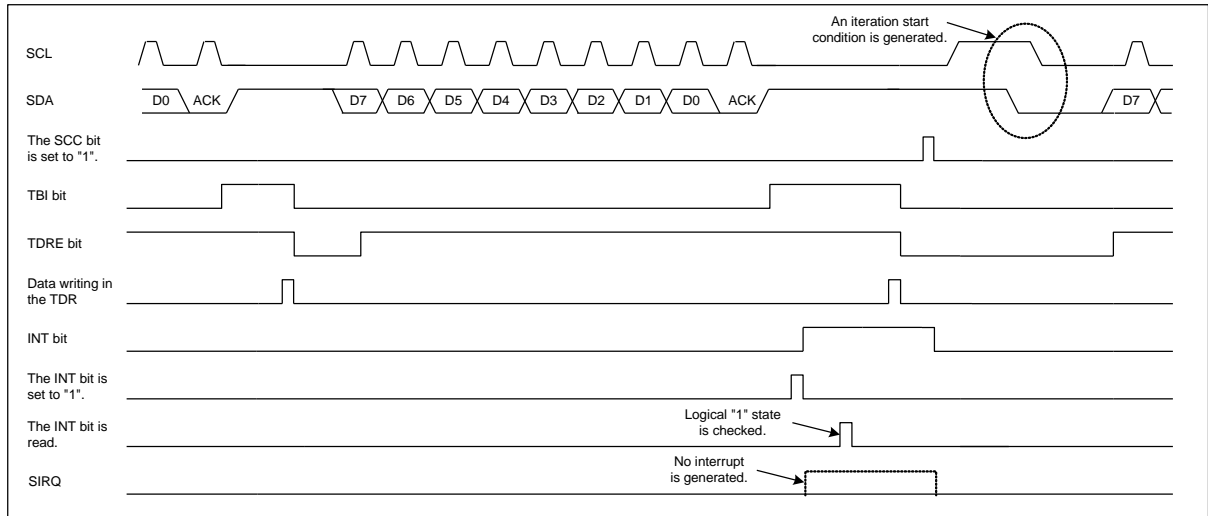 An iteration start
condition is generated.
SCL
SDA
D0 ACK D7 D6 D5 D4 D3 D2 D1 D0 ACK D7
The SCC bit
is set to "1".
TBI bit
TDRE bit
Data writing in
the TDR
INT bit
The INT bit is
set to "1".
The INT bit is
read.
Logical "1" state
is checked.
No interrupt
is generated.
SIRQ